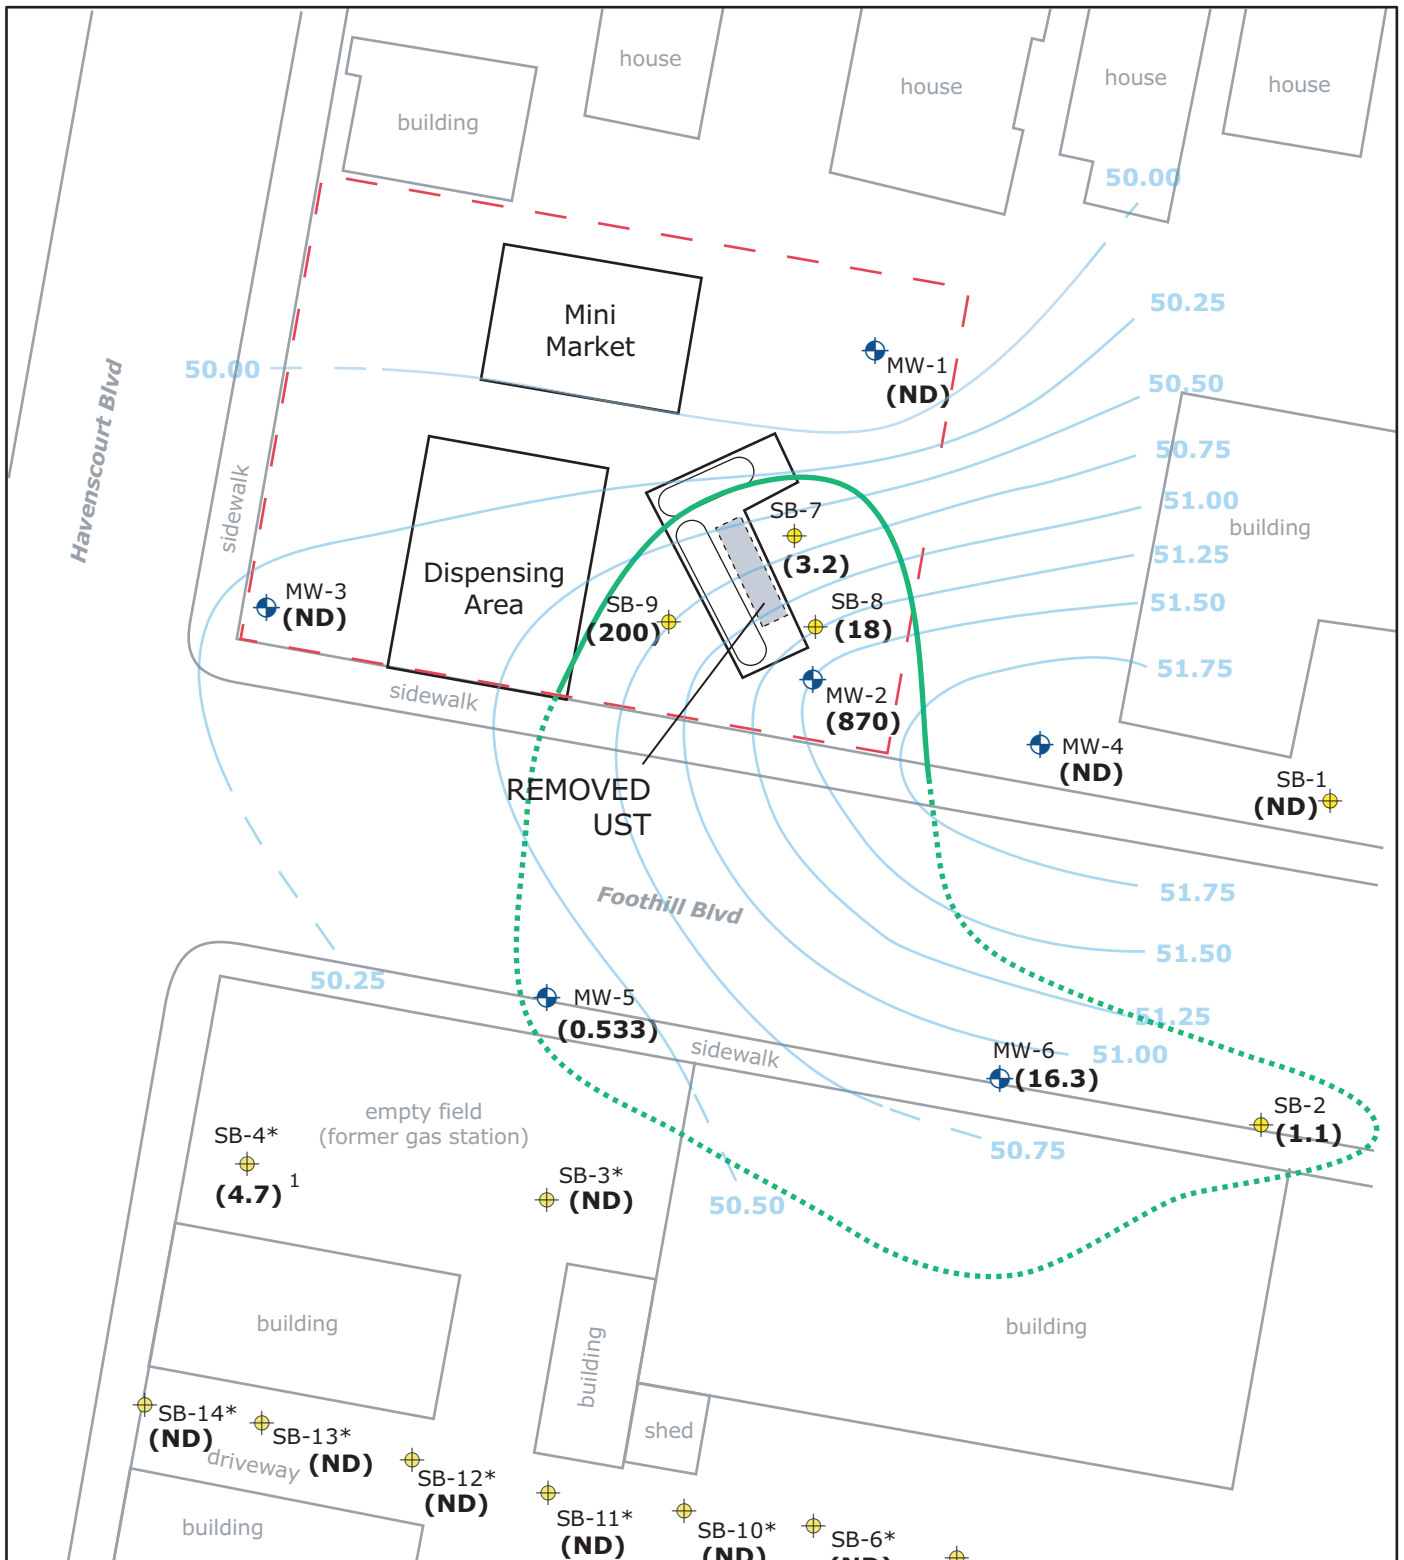 house
house
house
house
building
50.00
50.25
Mini
Market
MW-1
(ND)
50.00
50.50
50.75
51.00
building
51.25
51.50
51.75
Havenscourt Blvd
sidewalk
MW-3
(ND)
Dispensing
Area
SB-7
(3.2)
SB-9
(200)
SB-8
(18)
MW-2
(870)
sidewalk
MW-4
(ND)
SB-1
(ND)
REMOVED
UST
Foothill Blvd
51.75
51.50
50.25
MW-5
(0.533)
sidewalk
51.25
51.00
MW-6
(16.3)
SB-2
(1.1)
empty field
(former gas station)
SB-4*
(4.7) 1
SB-3*
(ND)
50.75
50.50
building
building
building
shed
SB-14*
(ND)
SB-13*
(ND)
driveway
SB-12*
(ND)
SB-11*
(ND)
SB-10*
(ND)
SB-6*
(ND)
building